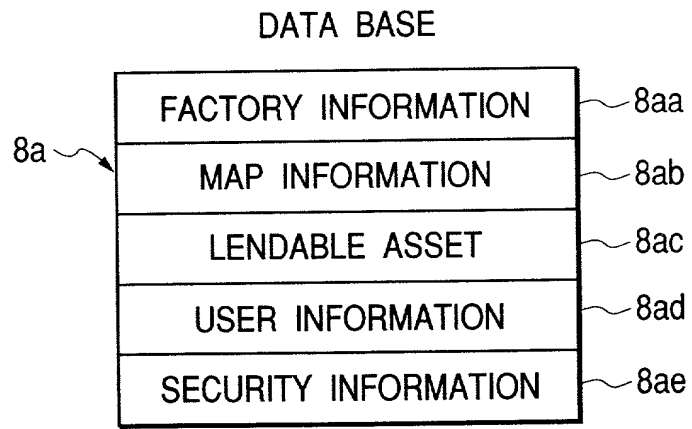 DATA BASE
FACTORY INFORMATION 8aa
8a MAP INFORMATION 8ab
LENDABLE ASSET 8ac
USER INFORMATION 8ad
SECURITY INFORMATION 8ae